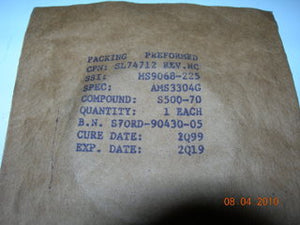 PACKING PREFORMED
CPN: SL74712 REV.NC
SSI: MS9068-225
SPEC: AMS3304G
COMPOUND: S500-70
QUANTITY: 1 EACH
B.N. S70RD-90430-05
CURE DATE: 2Q99
EXP. DATE: 2Q19
08.04.2010